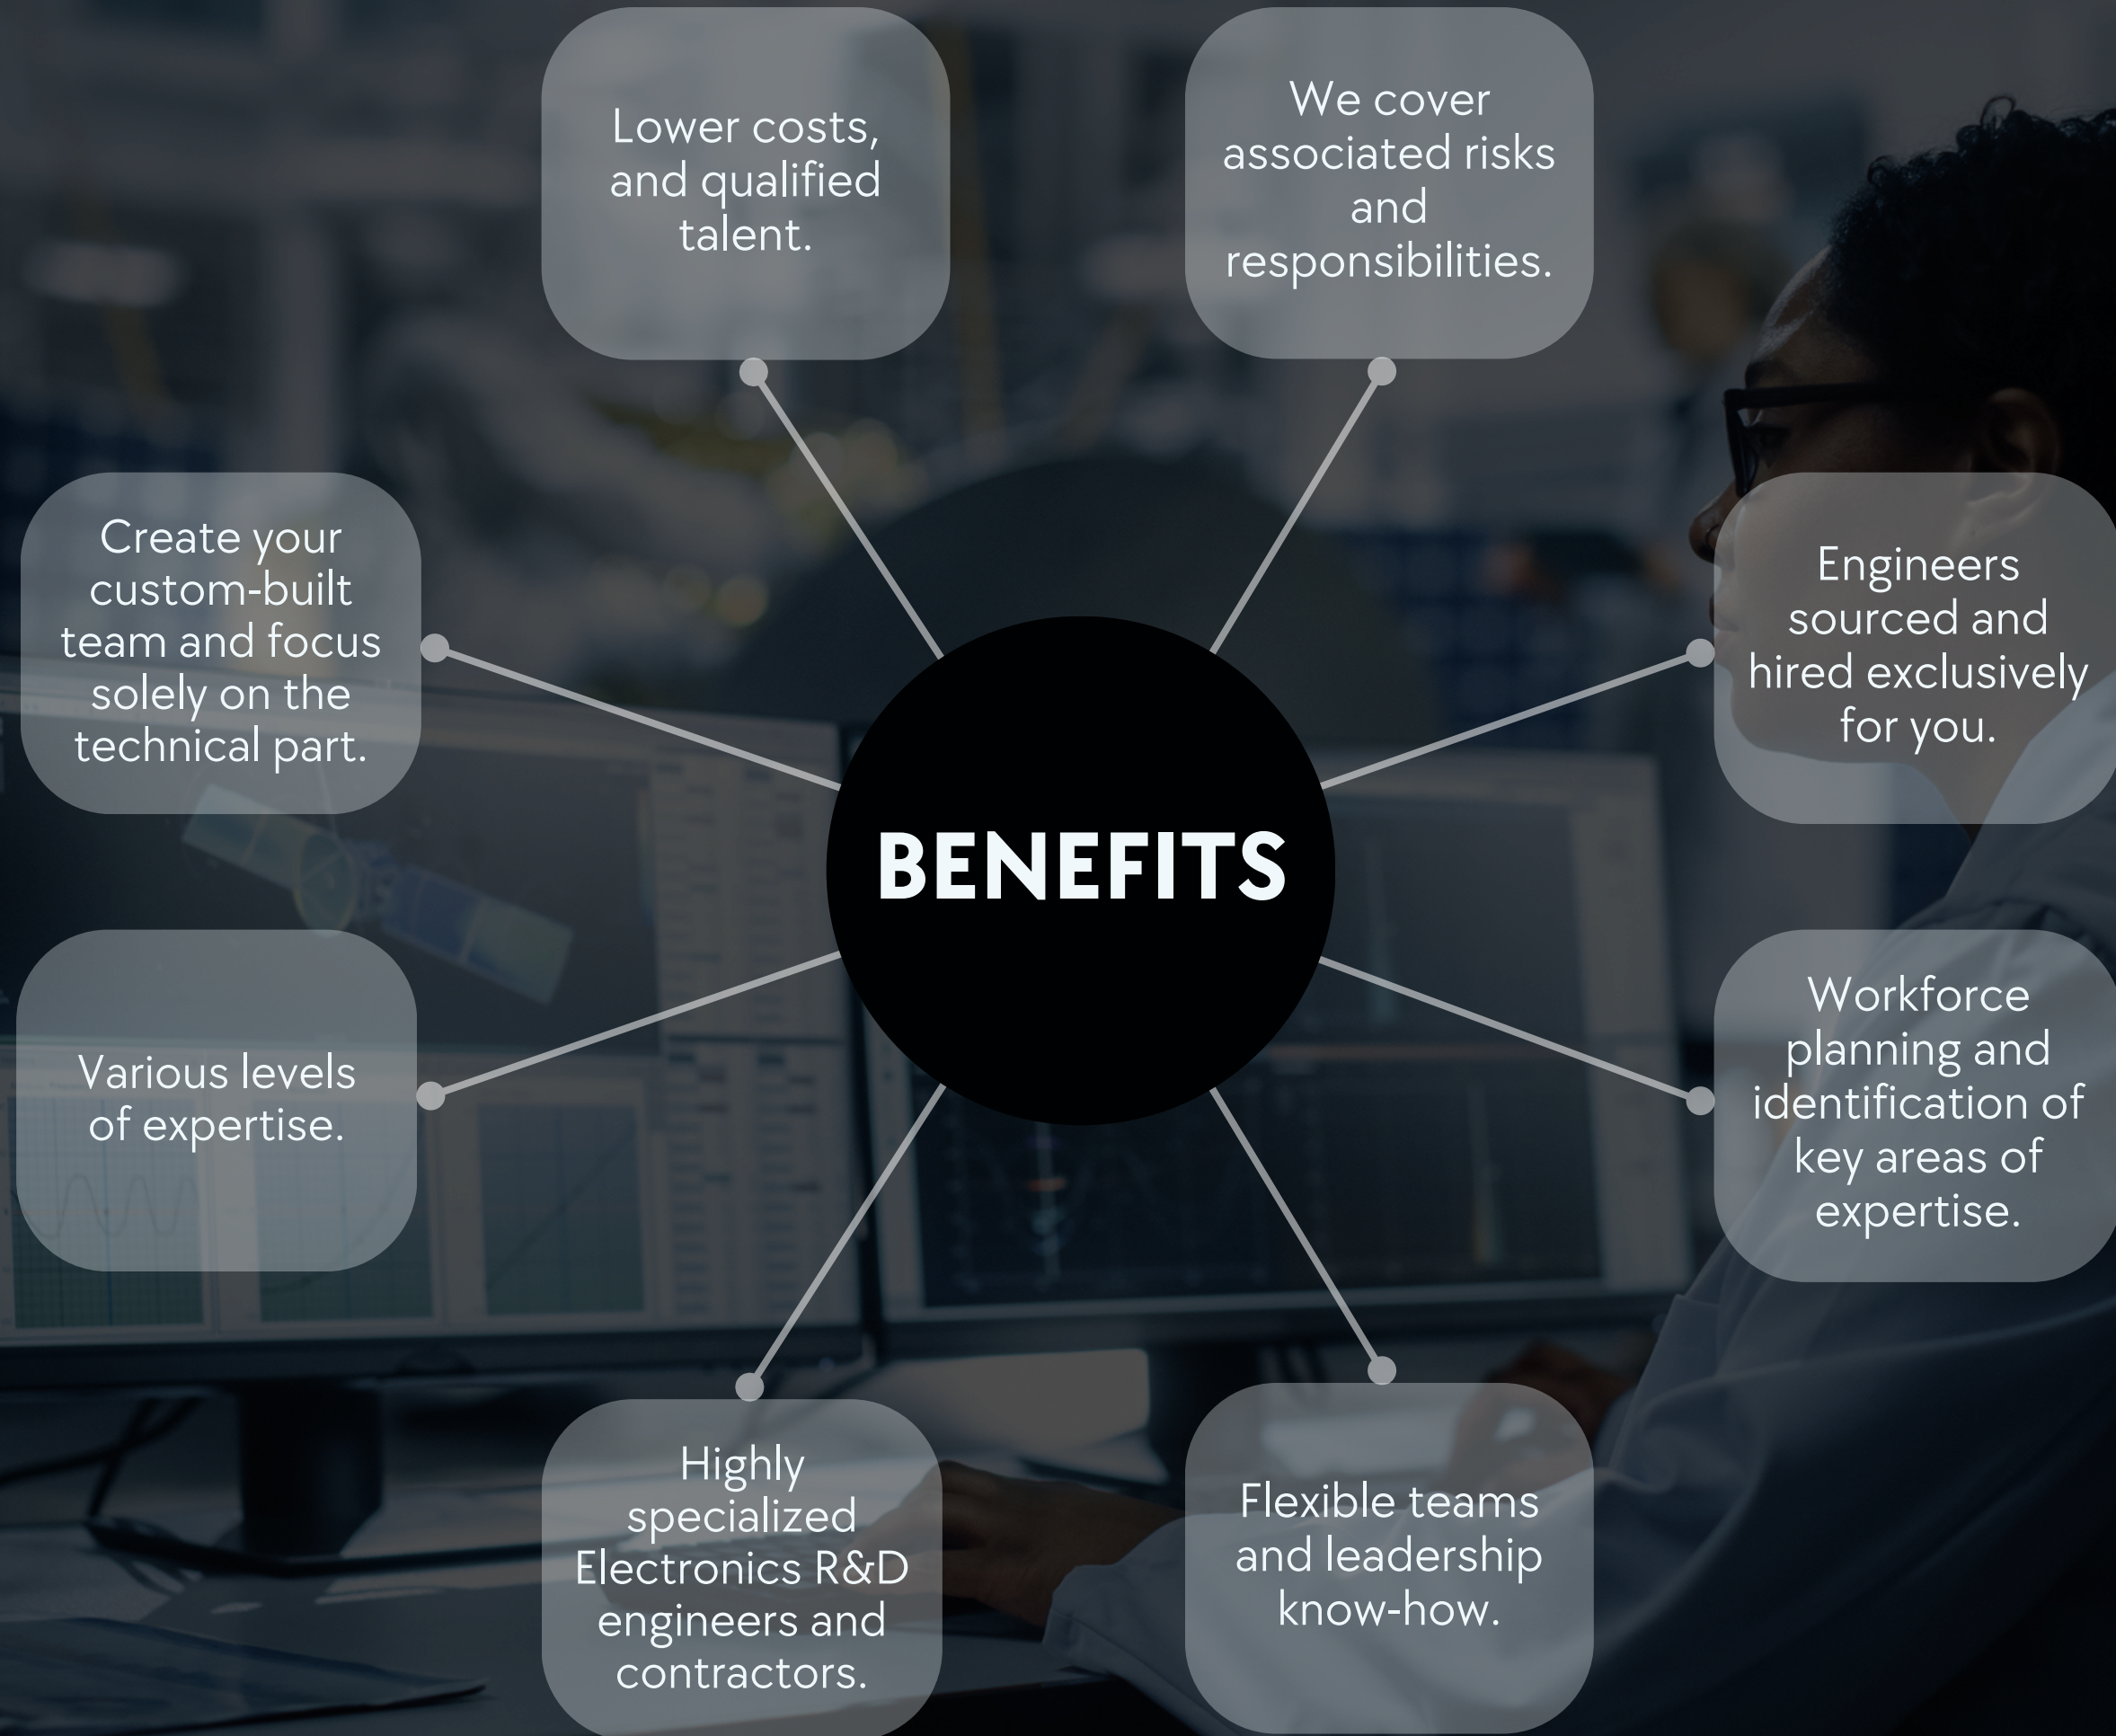 Lower costs,
and qualified
talent.
We cover
associated risks
and
responsibilities.
Create your
custom-built
team and focus
solely on the
technical part.
Engineers
sourced and
hired exclusively
for you.
BENEFITS
Various levels
of expertise.
Workforce
planning and
identification of
key areas of
expertise.
Highly
specialized
Electronics R&D
engineers and
contractors.
Flexible teams
and leadership
know-how.